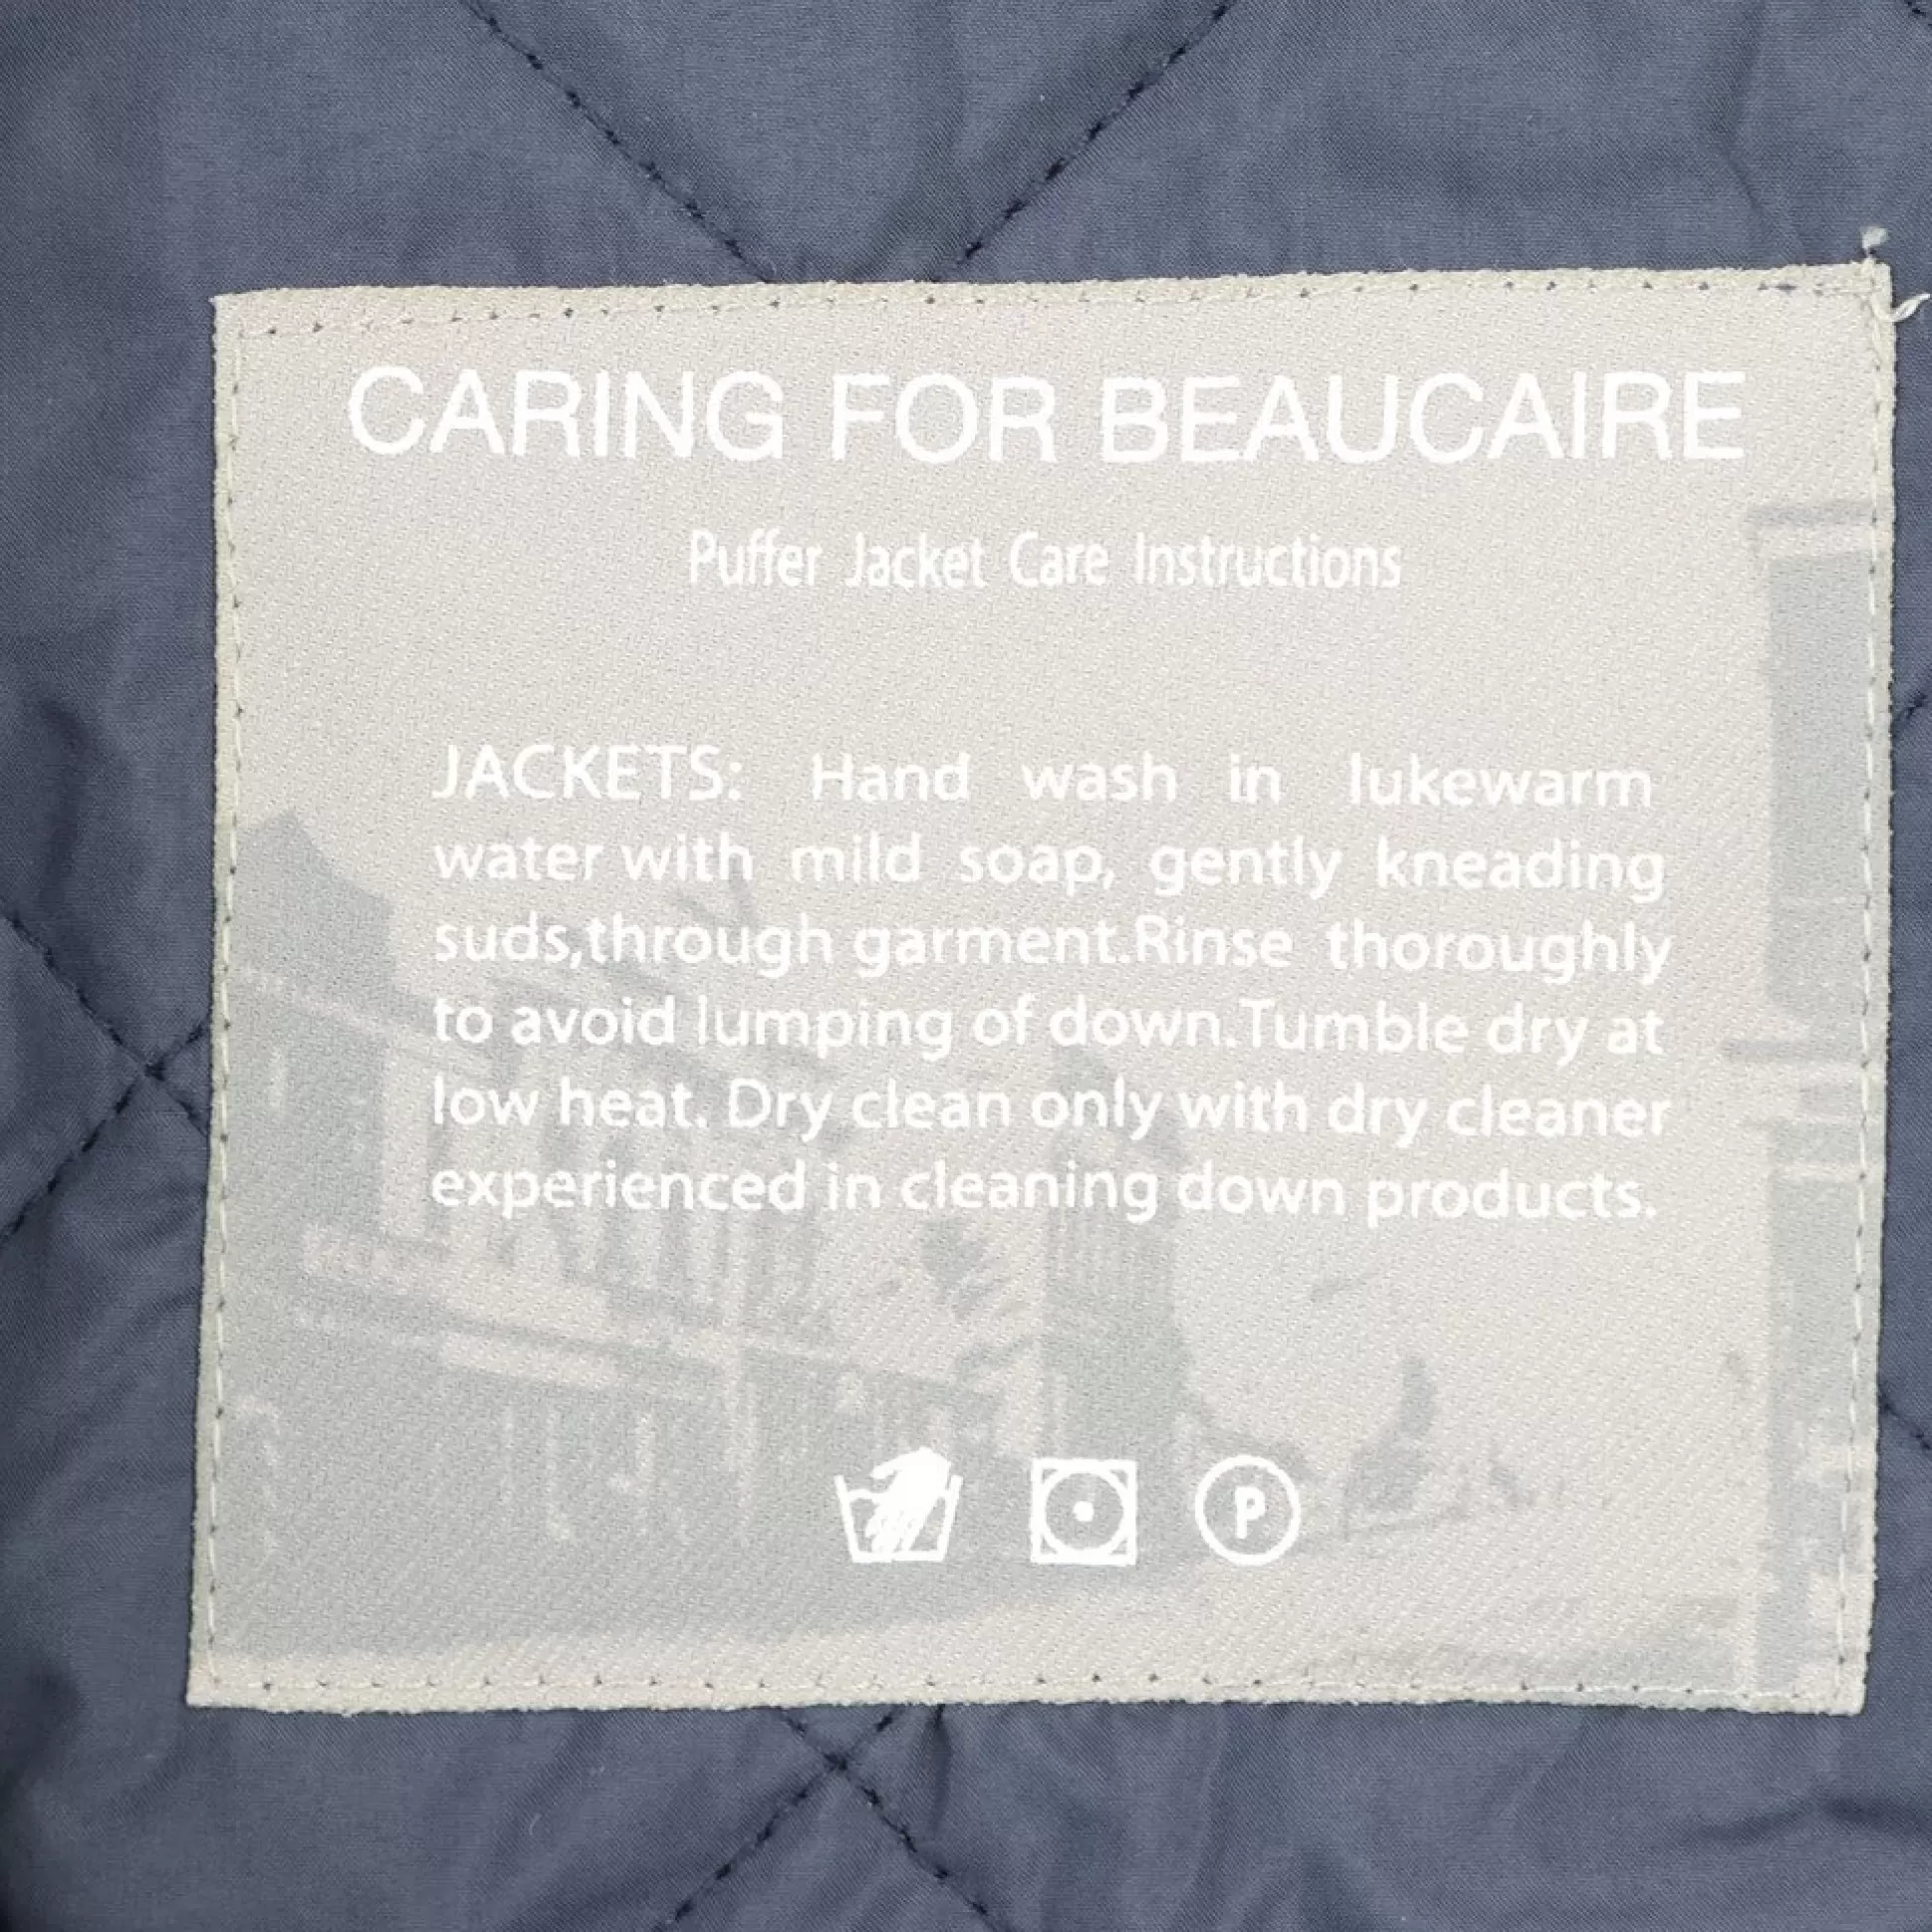 CARING FOR BEAUCAIRE
Puffer Jacket Care Instructions
JACKETS: Hand wash in lukewarm
water with mild soap, gently kneading
suds,through garment.Rinse thoroughly
to avoid lumping of down.Tumble dry at
low heat. Dry clean only with dry cleaner
experienced in cleaning down products.
P